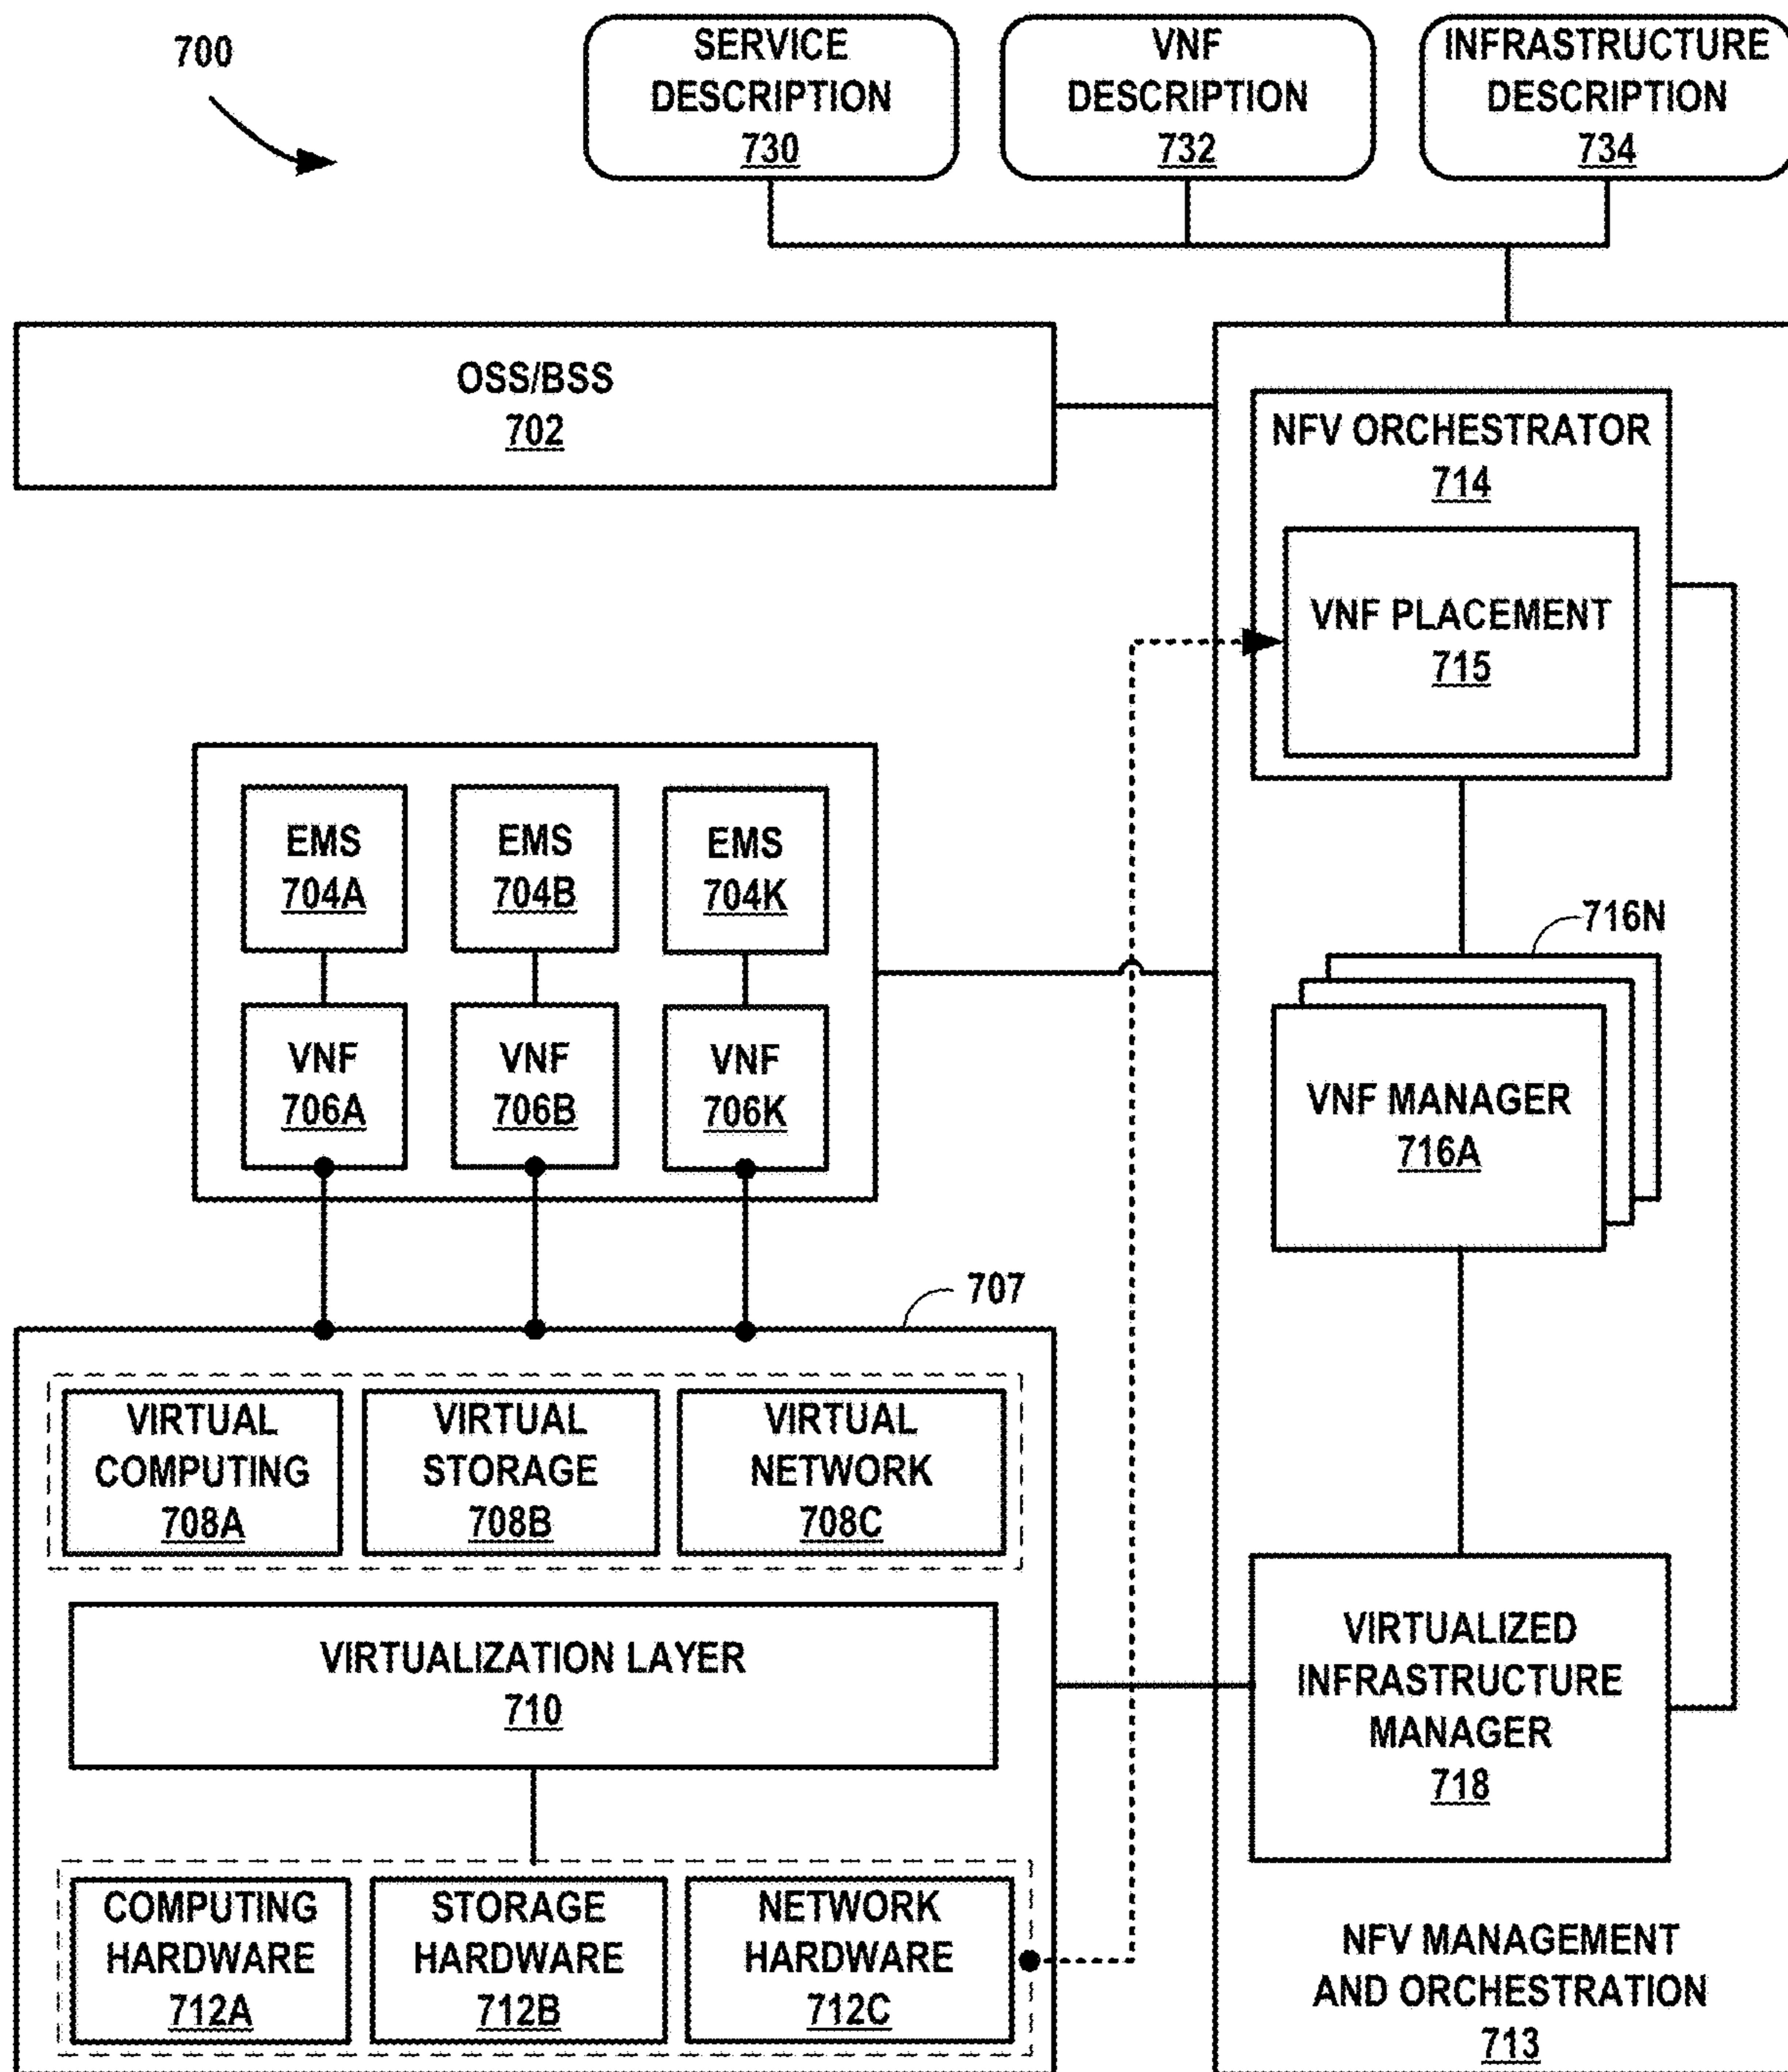 700
SERVICE
DESCRIPTION
730
VNF
DESCRIPTION
732
INFRASTRUCTURE
DESCRIPTION
734
OSS/BSS
702
NFV ORCHESTRATOR
714
VNF PLACEMENT
715
EMS
704A
EMS
704B
EMS
704K
VNF
706A
VNF
706B
VNF
706K
716N
VNF MANAGER
716A
707
VIRTUAL
COMPUTING
708A
VIRTUAL
STORAGE
708B
VIRTUAL
NETWORK
708C
VIRTUALIZATION LAYER
710
VIRTUALIZED
INFRASTRUCTURE
MANAGER
718
COMPUTING
HARDWARE
712A
STORAGE
HARDWARE
712B
NETWORK
HARDWARE
712C
NFV MANAGEMENT
AND ORCHESTRATION
713